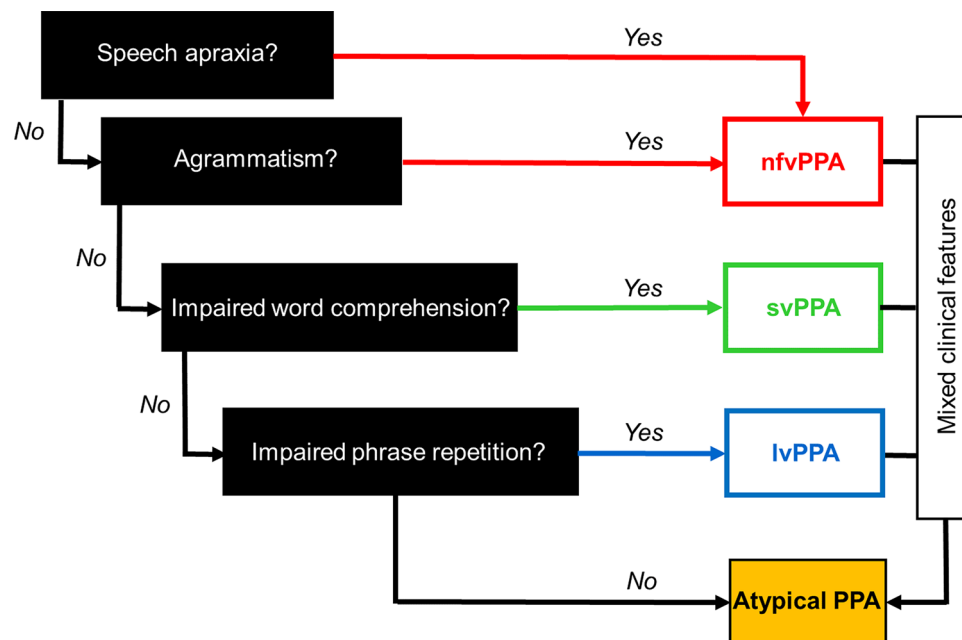 Speech apraxia?
Yes
No
Agrammatism?
Yes
nfvPPA
No
Impaired word comprehension?
Yes
svPPA
Mixed clinical features
No
Impaired phrase repetition?
Yes
lvPPA
No
Atypical PPA